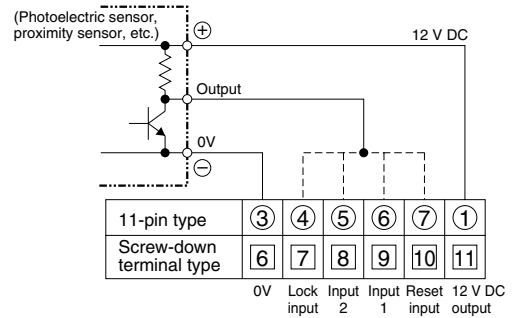 (Photoelectric sensor,
proximity sensor, etc.)
⊕
12 V DC
Output
0V
⊖
11-pin type ③ ④ ⑤ ⑥ ⑦ ①
Screw-down
terminal type 6 7 8 9 10 11
0V Lock Input Input Reset 12 V DC
input 2 1 input output